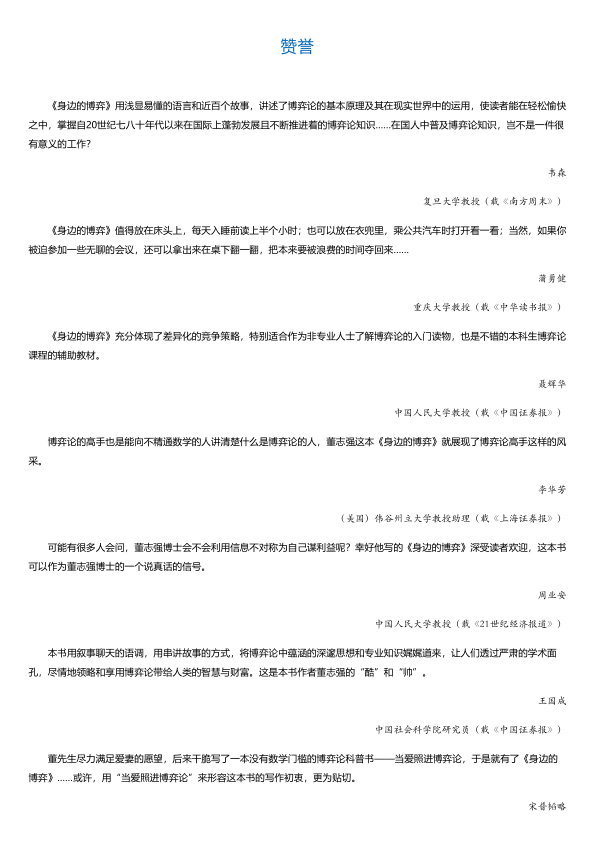 赞誉
《身边的博弈》用浅显易懂的语言和近百个故事，讲述了博弈论的基本原理及其在现实世界中的运用，使读者能在轻松愉快
之中，掌握自20世纪七八十年代以来在国际上蓬勃发展且不断推进着的博弈论知识……在国人中普及博弈论知识，岂不是一件很
有意义的工作？
韦森
复旦大学教授（载《南方周末》）
《身边的博弈》值得放在床头上，每天入睡前读上半个小时；也可以放在衣兜里，乘公共汽车时打开看一看；当然，如果你
被迫参加一些无聊的会议，还可以拿出来在桌下翻一翻，把本来要被浪费的时间夺回来……
蒲勇健
重庆大学教授（载《中华读书报》）
《身边的博弈》充分体现了差异化的竞争策略，特别适合作为非专业人士了解博弈论的入门读物，也是不错的本科生博弈论
课程的辅助教材。
聂辉华
中国人民大学教授（载《中国证券报》）
博弈论的高手也是能向不精通数学的人讲清楚什么是博弈论的人，董志强这本《身边的博弈》就展现了博弈论高手这样的风
采。
李华芳
（美国）伟谷州立大学教授助理（载《上海证券报》）
可能有很多人会问，董志强博士会不会利用信息不对称为自己谋利益呢？幸好他写的《身边的博弈》深受读者欢迎，这本书
可以作为董志强博士的一个说真话的信号。
周业安
中国人民大学教授（载《21世纪经济报道》）
本书用叙事聊天的语调，用串讲故事的方式，将博弈论中蕴涵的深邃思想和专业知识娓娓道来，让人们透过严肃的学术面
孔，尽情地领略和享用博弈论带给人类的智慧与财富。这是本书作者董志强的“酷”和“帅”。
王国成
中国社会科学院研究员（载《中国证券报》）
董先生尽力满足爱妻的愿望，后来干脆写了一本没有数学门槛的博弈论科普书——当爱照进博弈论，于是就有了《身边的
博弈》……或许，用“当爱照进博弈论”来形容这本书的写作初衷，更为贴切。
宋晋韬略